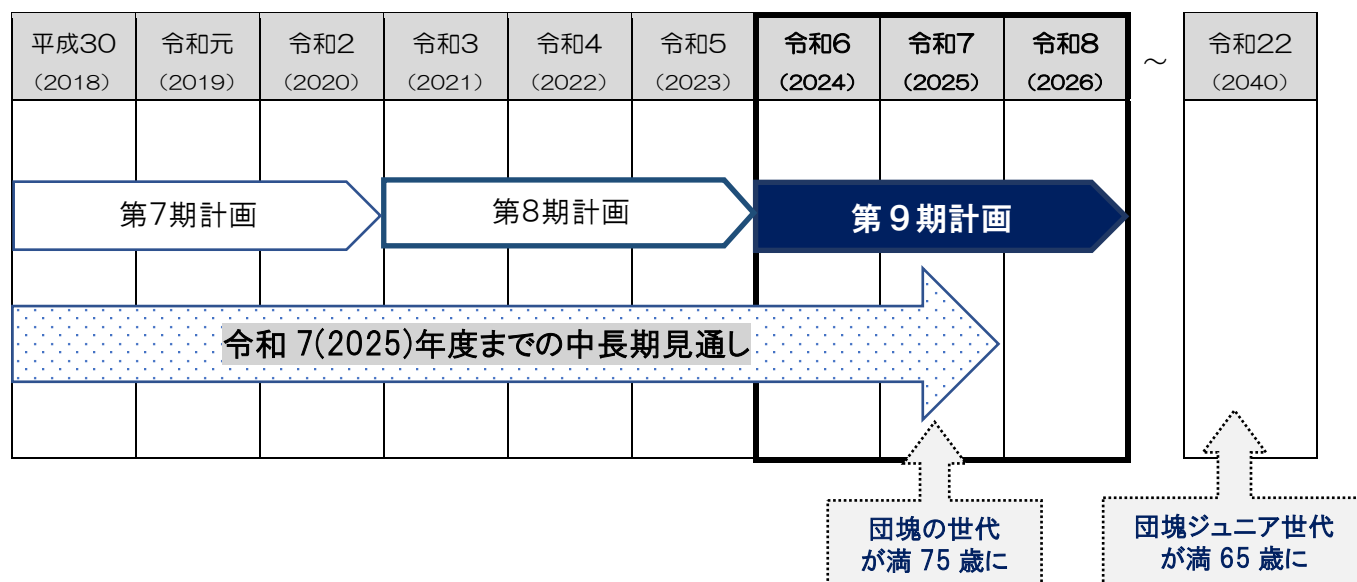 平成30 令和元 令和2 令和3 令和4 令和5 令和6 令和7 令和8 ～ 令和22
（2018） （2019） （2020） （2021） （2022） （2023） （2024） （2025） （2026） （2040）
第7期計画 第8期計画 第９期計画
令和 7(2025)年度までの中長期見通し
団塊の世代
が満 75 歳に
団塊ジュニア世代
が満 65 歳に